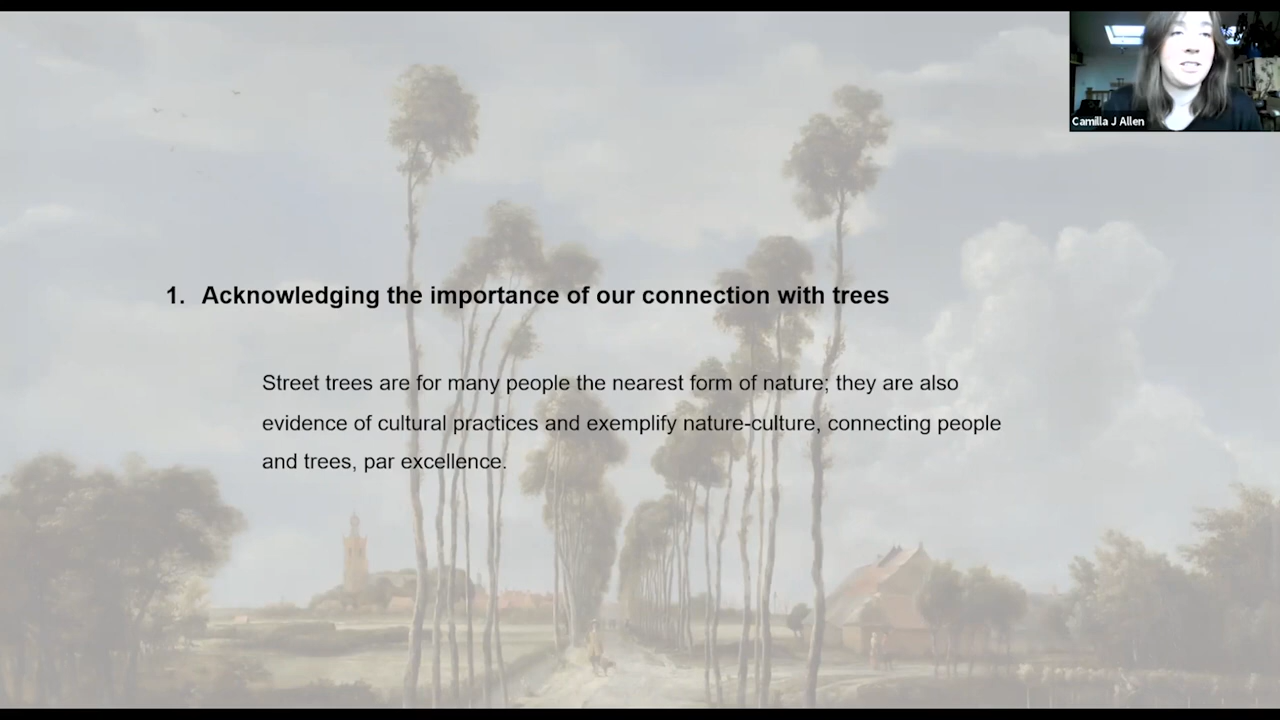 Camilla J Allen
1. Acknowledging the importance of our connection with trees
Street trees are for many people the nearest form of nature; they are also
evidence of cultural practices and exemplify nature-culture, connecting people
and trees, par excellence.